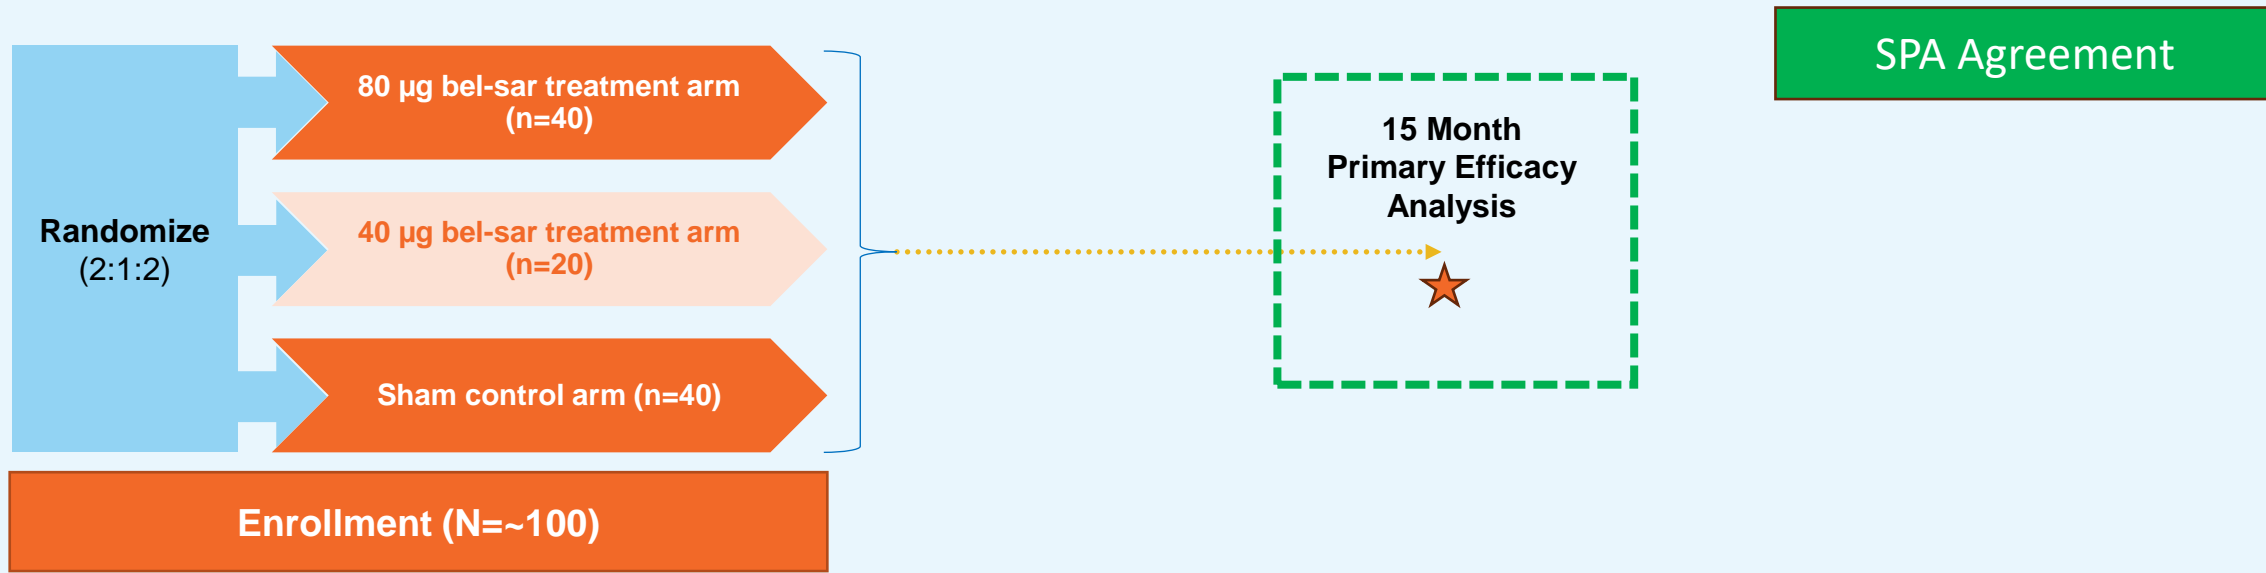 SPA Agreement
Randomize
(2:1:2)
80 µg bel-sar treatment arm
(n=40)
40 µg bel-sar treatment arm
(n=20)
Sham control arm (n=40)
15 Month
Primary Efficacy
Analysis
Enrollment (N=~100)